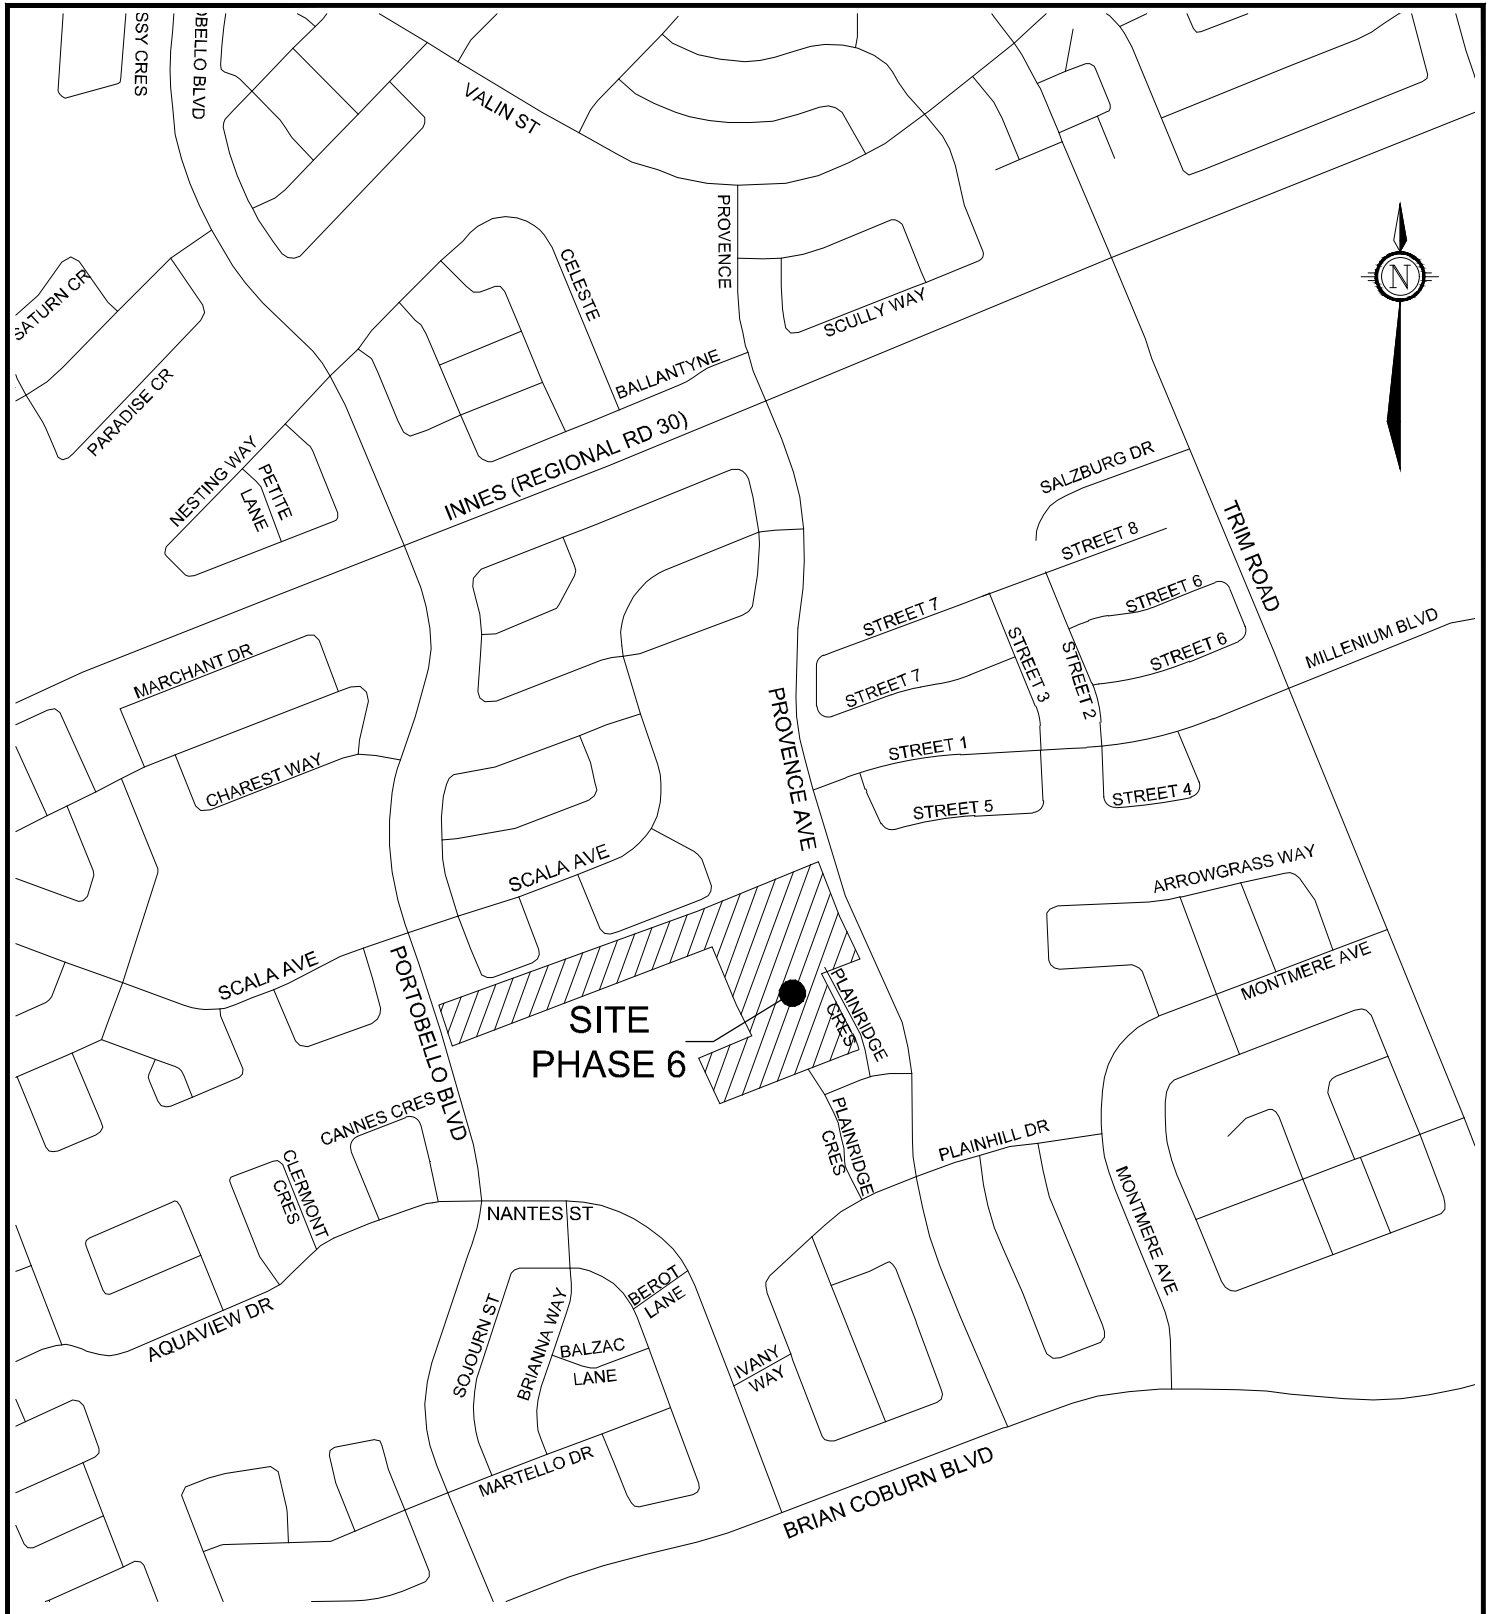 SSY CRES
OBELLO BLVD
VALIN ST
PROVENCE
CELESTE
SATURN CR
N
SCULLY WAY
BALLANTYNE
PARADISE CR
INNES (REGIONAL RD 30)
NESTING WAY
PETITE
LANE
SALZBURG DR
TRIM ROAD
STREET 8
STREET 6
STREET 7
STREET 6
MILLENIUM BLVD
MARCHANT DR
STREET 3
STREET 2
STREET 7
PROVENCE AVE
STREET 1
CHAREST WAY
STREET 4
STREET 5
SCALA AVE
ARROWGRASS WAY
SCALA AVE
PORTOBELLO BLVD
MONTMERE AVE
PLAINRIDGE
CRES
SITE
PHASE 6
CANNES CRES
PLAINRIDGE
CRES
PLAINHILL DR
CLERMONT
CRES
MONTMERE AVE
NANTES ST
BEROT
LANE
AQUAVIEW DR
SOJOURN ST
BRIANNA WAY
BALZAC
LANE
IVANY
WAY
MARTELLO DR
BRIAN COBURN BLVD